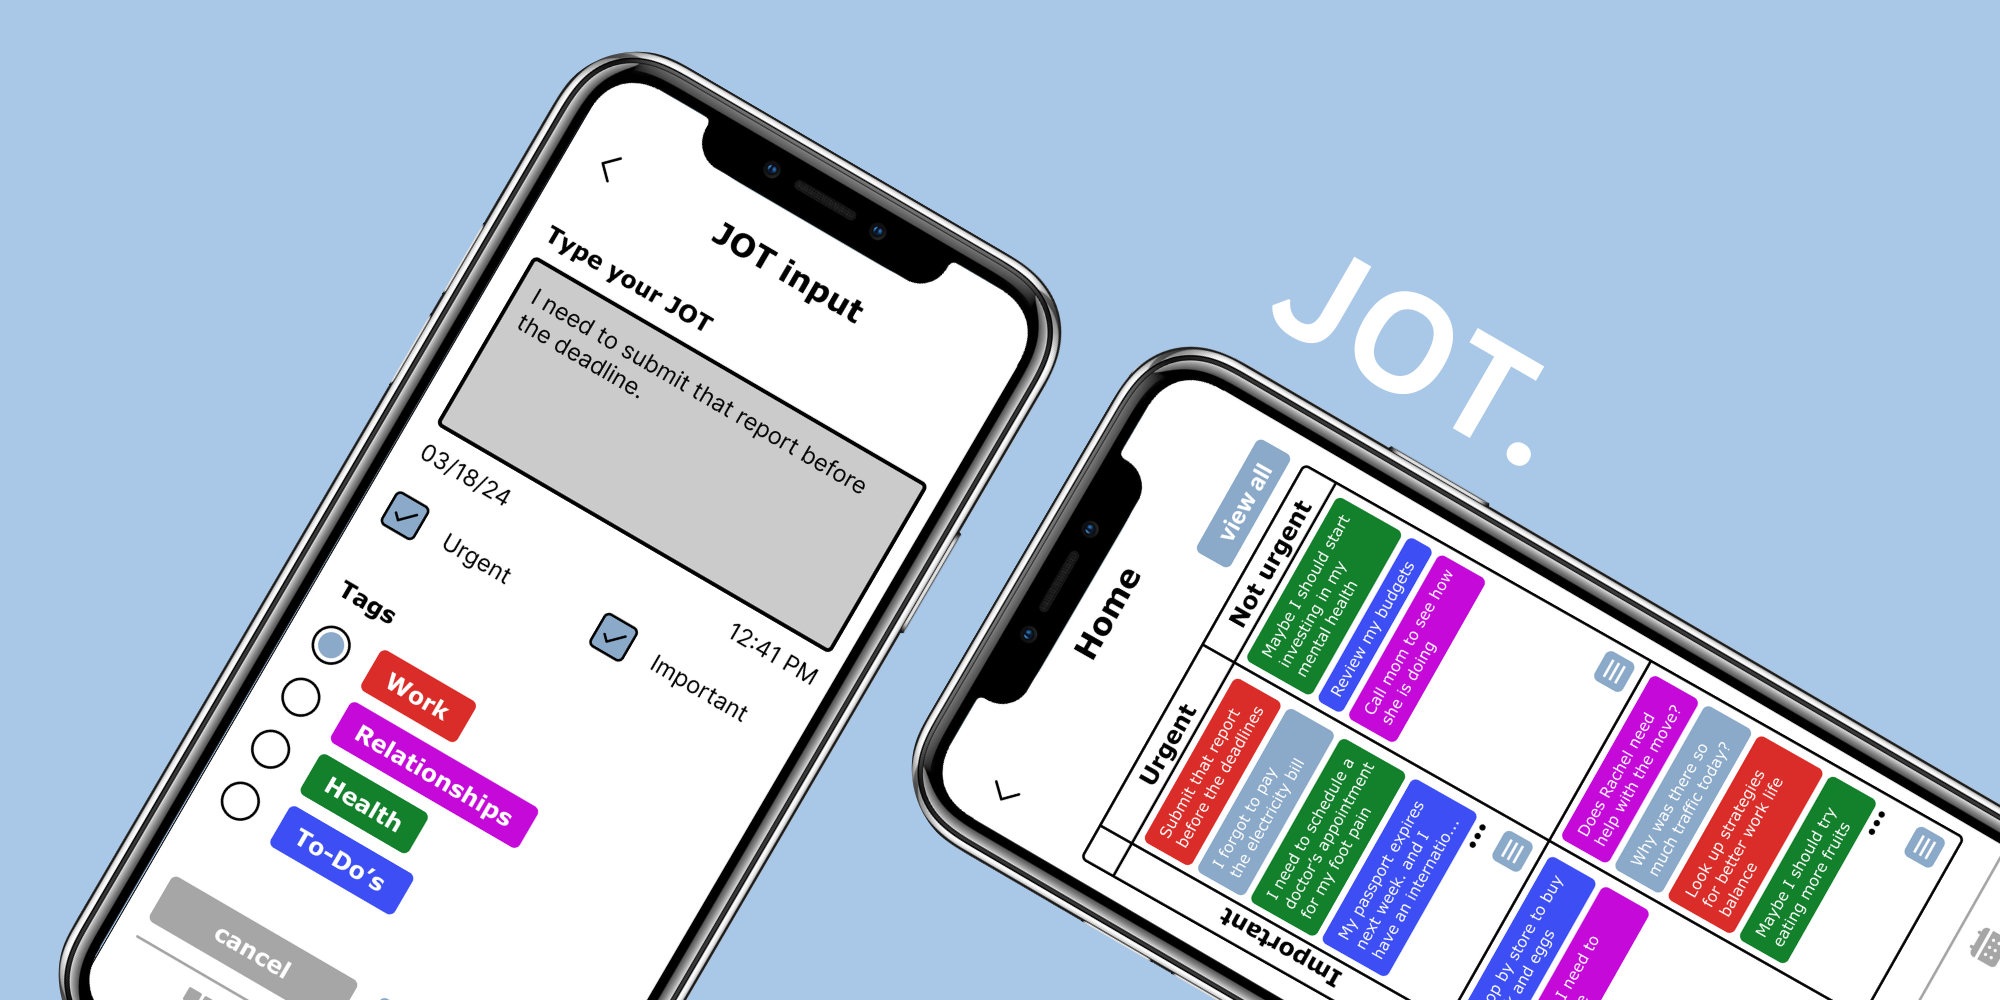 JOT input
Type your JOT
I need to submit that report before
the deadline.
03/18/24
12:41 PM
Urgent
Important
Tags
Work
Relationships
Health
To-Do’s
cancel
JOT.
Home
view all
Urgent
Not urgent
Important
Submit that report
before the deadlines
I forgot to pay
the electricity bill
I need to schedule a
doctor’s appointment
for my foot pain
My passport expires
next week, and I
have an internatio...
Maybe I should start
investing in my
mental health
Review my budgets
Call mom to see how
she is doing
by store to buy
and eggs
I need to
Does Rachel need
help with the move?
Why was there so
much traffic today?
Look up strategies
for better work life
balance
Maybe I should try
eating more fruits